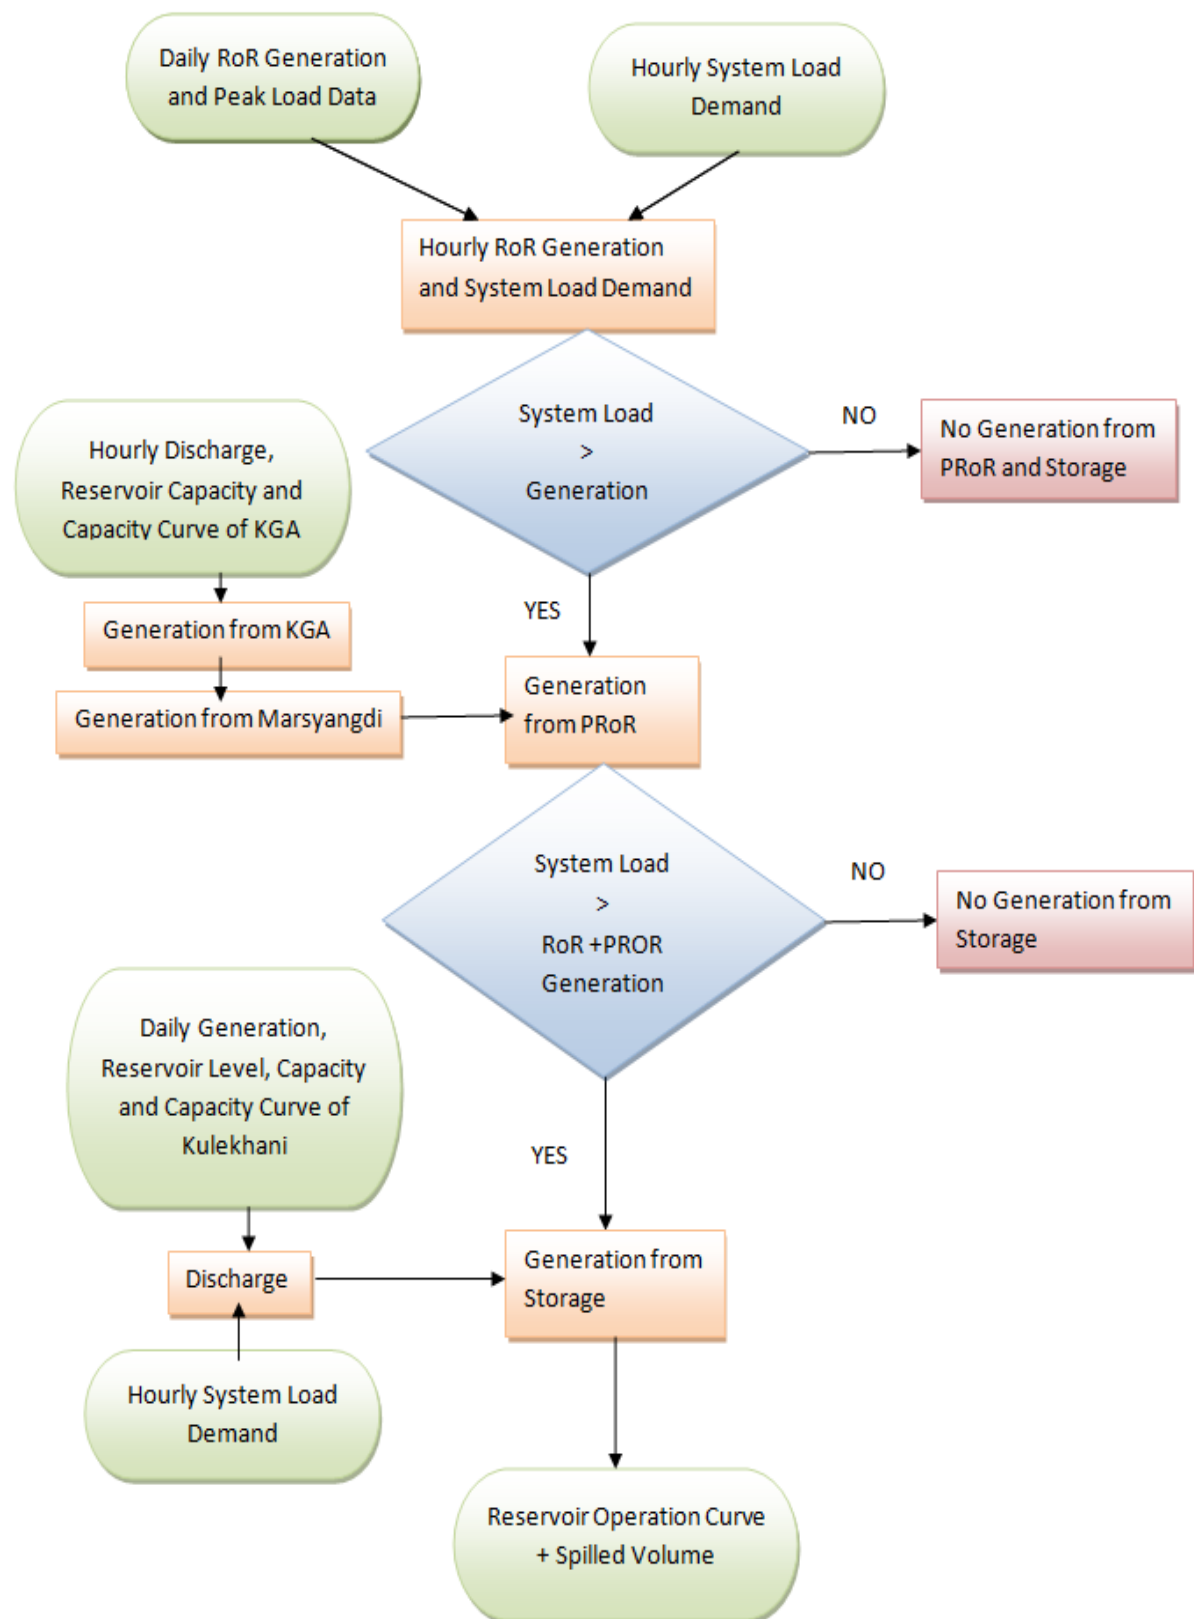 Daily RoR Generation
and Peak Load Data
Hourly System Load
Demand
Hourly RoR Generation
and System Load Demand
System Load
>
Generation
NO
No Generation from
PRoR and Storage
Hourly Discharge,
Reservoir Capacity and
Capacity Curve of KGA
YES
Generation from KGA
Generation from Marsyangdi
Generation
from PRoR
System Load
>
RoR +PROR
Generation
NO
No Generation from
Storage
Daily Generation,
Reservoir Level, Capacity
and Capacity Curve of
Kulekhani
YES
Discharge
Generation from
Storage
Hourly System Load
Demand
Reservoir Operation Curve
+ Spilled Volume